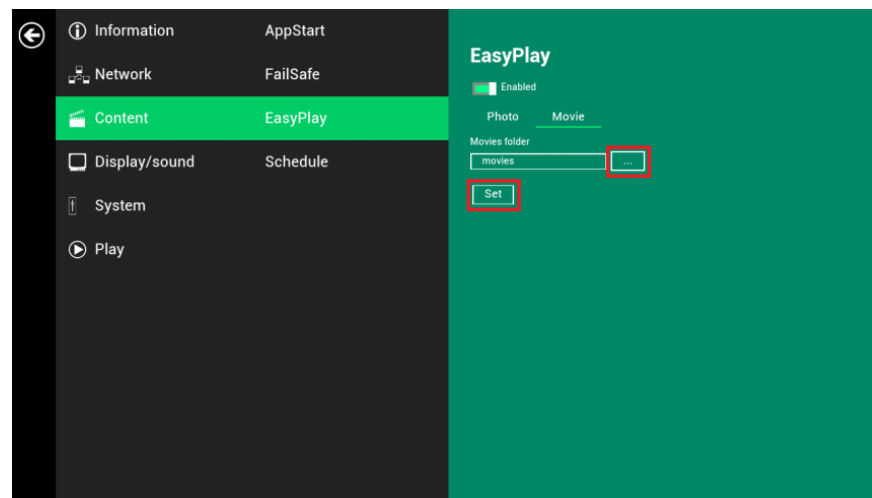 Information
Network
Content
Display/sound
System
Play
AppStart
FailSafe
EasyPlay
Schedule
EasyPlay
Enabled
Photo Movie
Movies folder
movies ...
Set